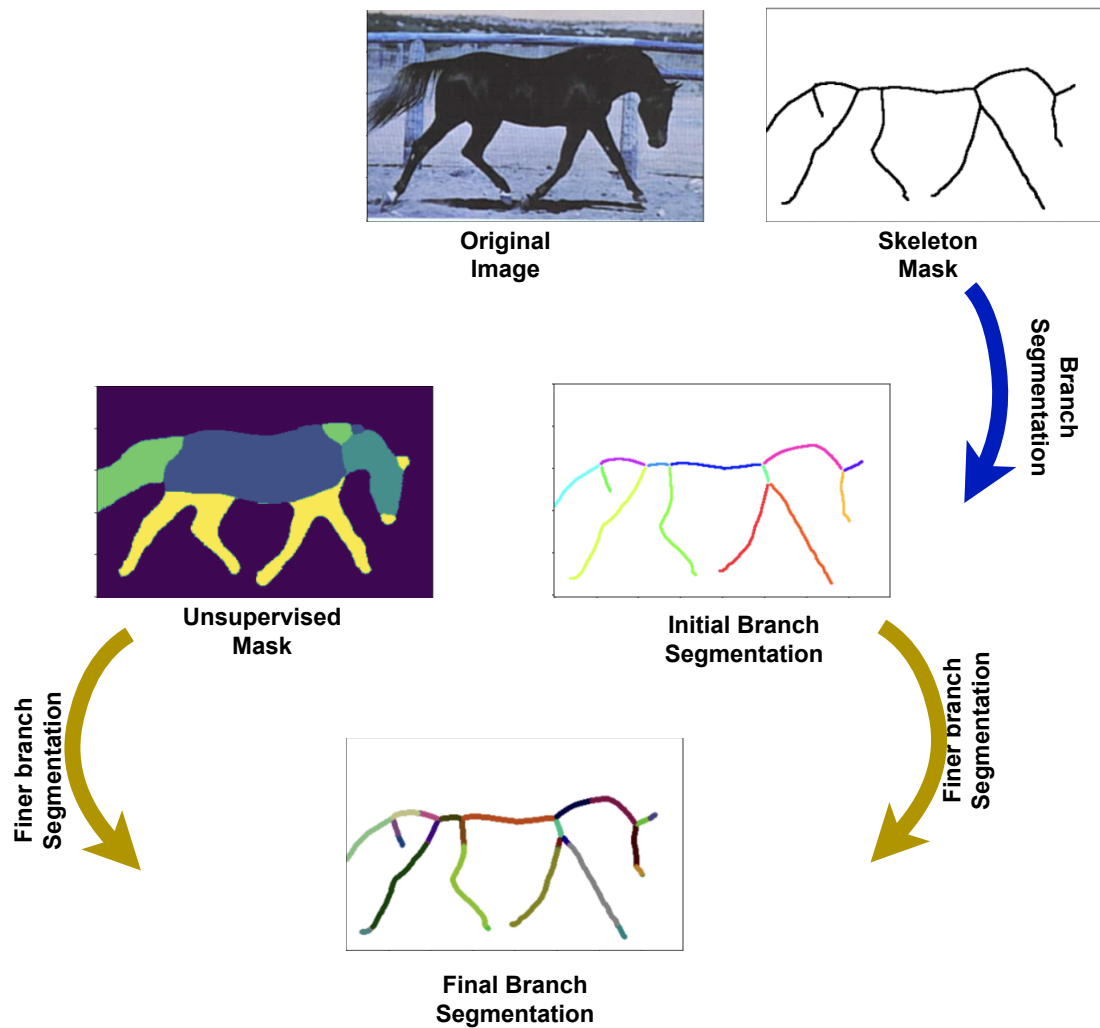 Original
Image
Skeleton
Mask
Branch
Segmentation
Unsupervised
Mask
Initial Branch
Segmentation
Finer branch
Segmentation
Finer branch
Segmentation
Final Branch
Segmentation